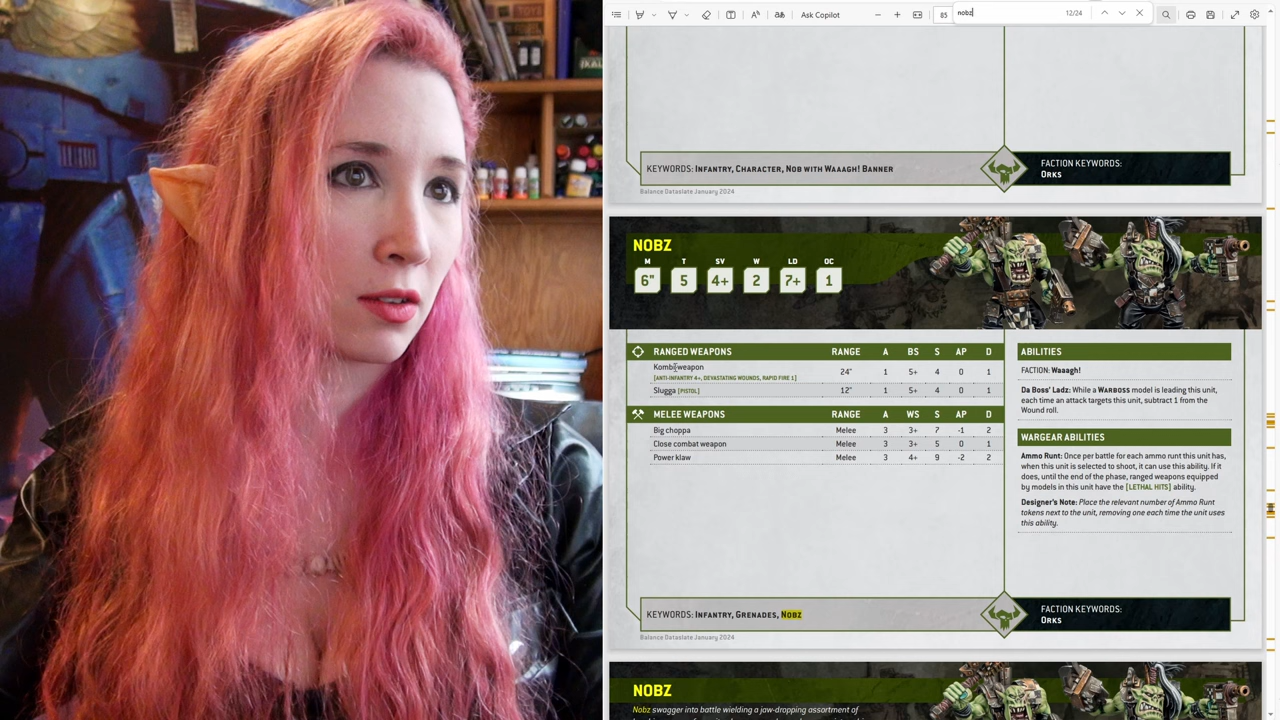 Ask Copilot
85
nobz
12/24
KEYWORDS: INFANTRY, CHARACTER, NOB WITH WAAAGH! BANNER
FACTION KEYWORDS:
ORKS
Balance Dataslate January 2024
NOBZ
M T SV W LD OC
6" 5 4+ 2 7+ 1
RANGED WEAPONS RANGE A BS S AP D
Kombi-weapon
[ANTI-INFANTRY 4+, DEVASTATING WOUNDS, RAPID FIRE 1] 24" 1 5+ 4 0 1
Slugga [PISTOL] 12" 1 5+ 4 0 1
MELEE WEAPONS RANGE A WS S AP D
Big choppa Melee 3 3+ 7 -1 2
Close combat weapon Melee 3 3+ 5 0 1
Power klaw Melee 3 4+ 9 -2 2
ABILITIES
FACTION: Waaagh!
Da Boss' Ladz: While a WARBOSS model is leading this unit,
each time an attack targets this unit, subtract 1 from the
Wound roll.
WARGEAR ABILITIES
Ammo Runt: Once per battle for each ammo runt this unit has,
when this unit is selected to shoot, it can use this ability. If it
does, until the end of the phase, ranged weapons equipped
by models in this unit have the [LETHAL HITS] ability.
Designer's Note: Place the relevant number of Ammo Runt
tokens next to the unit, removing one each time the unit uses
this ability.
KEYWORDS: INFANTRY, GRENADES, NOBZ
FACTION KEYWORDS:
ORKS
Balance Dataslate January 2024
NOBZ
Nobz swagger into battle wielding a jaw-dropping assortment of